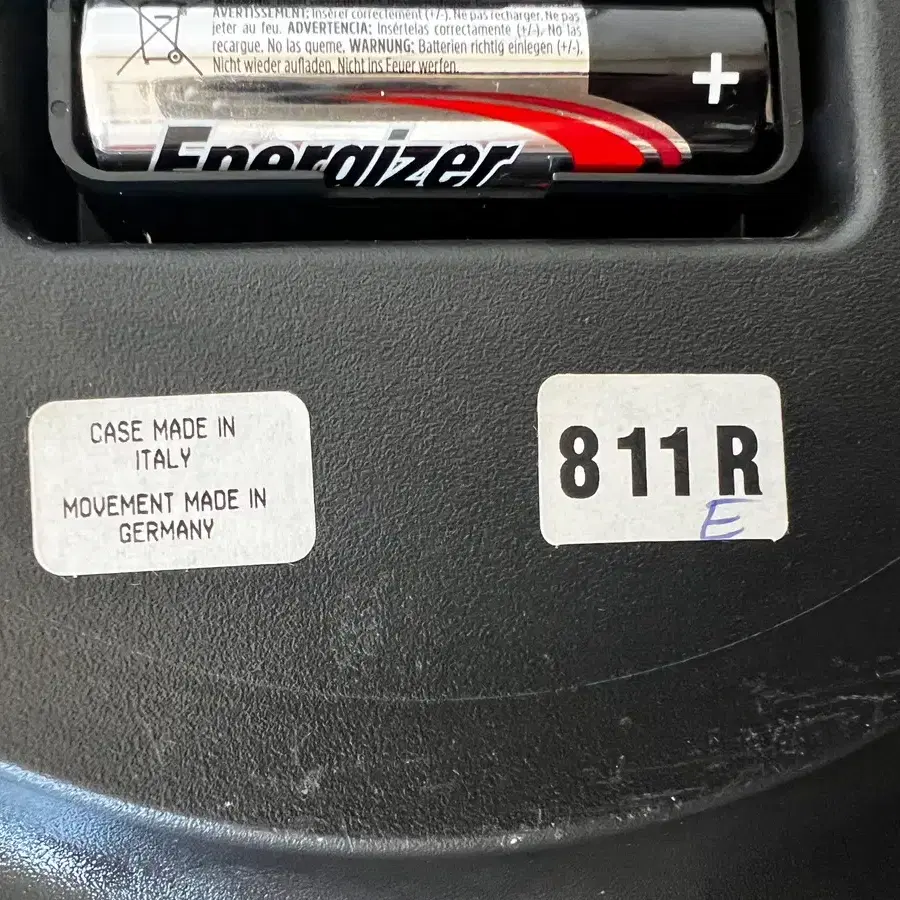 AVERTISSEMENT: Insérer correctement (+/-). Ne pas recharger. Ne pas
jeter au feu. ADVERTENCIA: Insértelas correctamente (+/-). No las
recargue. No las queme. WARNUNG: Batterien richtig einlegen (+/-).
Nicht wieder aufladen. Nicht ins Feuer werfen.
+
Energizer
CASE MADE IN
ITALY
MOVEMENT MADE IN
GERMANY
811R
E